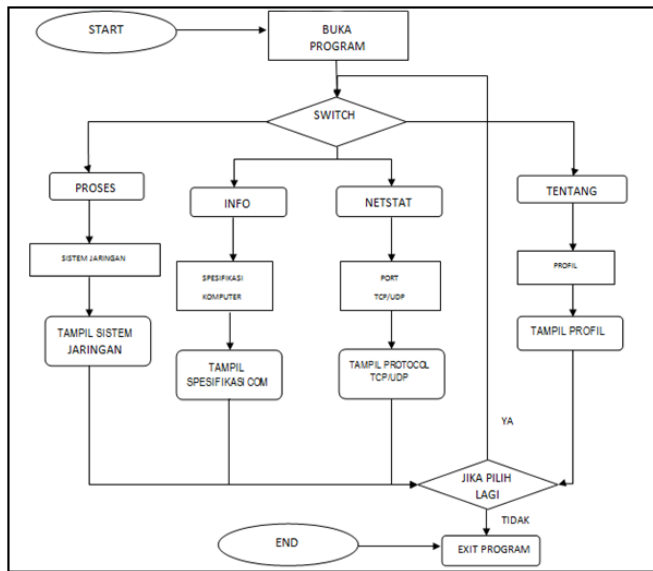 START
BUKA
PROGRAM
SWITCH
PROSES
INFO
NETSTAT
TENTANG
SISTEM JARINGAN
SPESIFIKASI
KOMPUTER
PORT
TCP/UDP
PROFIL
TAMPIL SISTEM
JARINGAN
TAMPIL
SPESIFIKASI COM
TAMPIL PROTOCOL
TCP/UDP
TAMPIL PROFIL
YA
JIKA PILIH
LAGI
TIDAK
END
EXIT PROGRAM